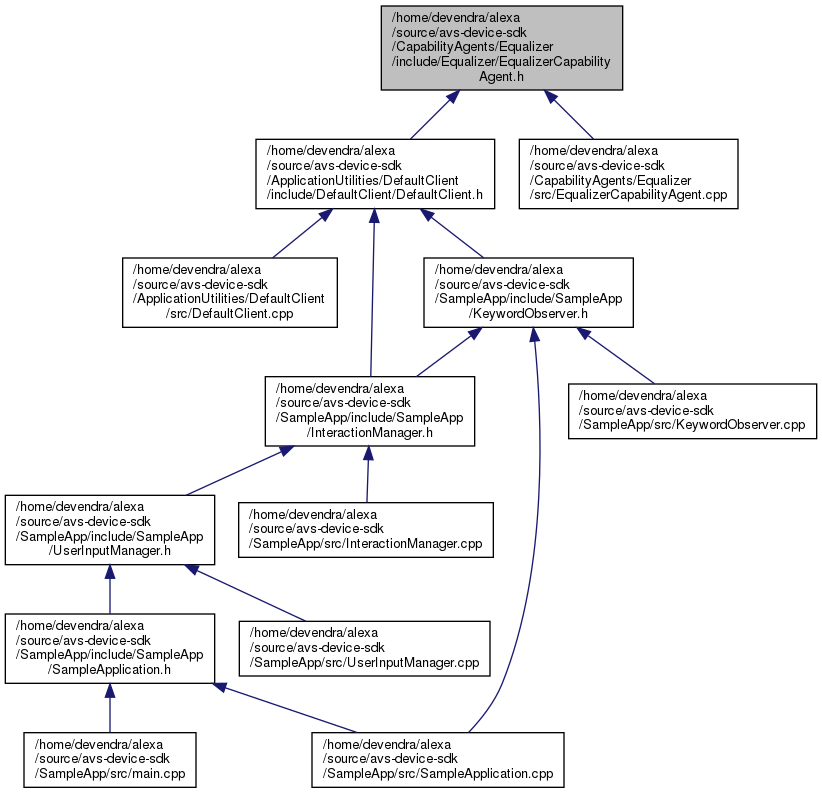 /home/devendra/alexa
/source/avs-device-sdk
/CapabilityAgents/Equalizer
/include/Equalizer/EqualizerCapability
Agent.h
/home/devendra/alexa
/source/avs-device-sdk
/ApplicationUtilities/DefaultClient
/include/DefaultClient/DefaultClient.h
/home/devendra/alexa
/source/avs-device-sdk
/CapabilityAgents/Equalizer
/src/EqualizerCapabilityAgent.cpp
/home/devendra/alexa
/source/avs-device-sdk
/ApplicationUtilities/DefaultClient
/src/DefaultClient.cpp
/home/devendra/alexa
/source/avs-device-sdk
/SampleApp/include/SampleApp
/KeywordObserver.h
/home/devendra/alexa
/source/avs-device-sdk
/SampleApp/include/SampleApp
/InteractionManager.h
/home/devendra/alexa
/source/avs-device-sdk
/SampleApp/src/KeywordObserver.cpp
/home/devendra/alexa
/source/avs-device-sdk
/SampleApp/include/SampleApp
/UserInputManager.h
/home/devendra/alexa
/source/avs-device-sdk
/SampleApp/src/InteractionManager.cpp
/home/devendra/alexa
/source/avs-device-sdk
/SampleApp/include/SampleApp
/SampleApplication.h
/home/devendra/alexa
/source/avs-device-sdk
/SampleApp/src/UserInputManager.cpp
/home/devendra/alexa
/source/avs-device-sdk
/SampleApp/src/main.cpp
/home/devendra/alexa
/source/avs-device-sdk
/SampleApp/src/SampleApplication.cpp